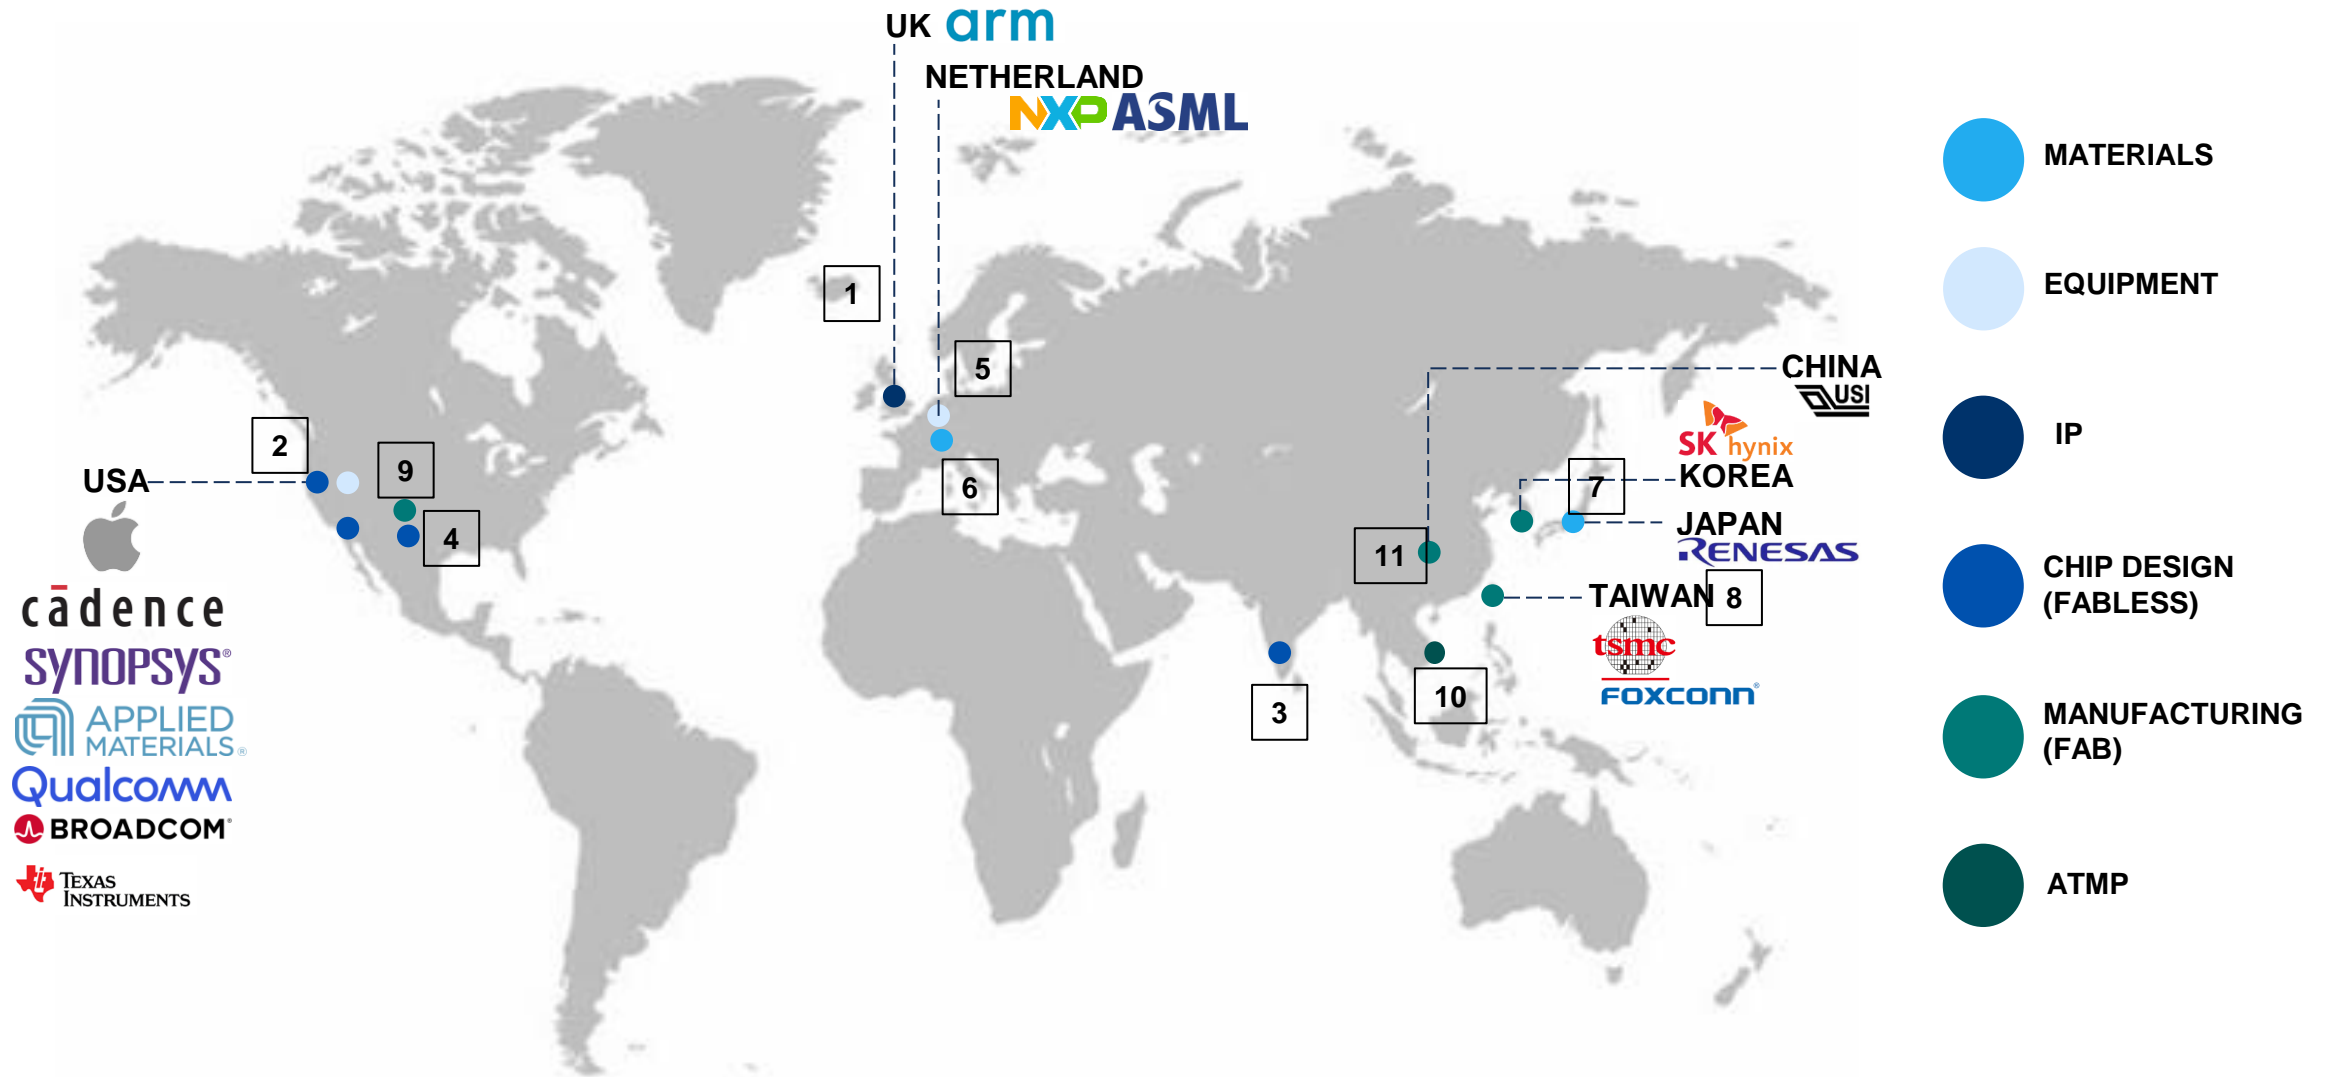 UK arm
NETHERLAND
NXP ASML
1
5
2
9
6
USA
4
cādence
SYNOPSYS®
APPLIED
MATERIALS®
Qualcomm
BROADCOM®
TEXAS
INSTRUMENTS
CHINA
USI
SK hynix
KOREA
7
JAPAN
RENESAS
11
TAIWAN 8
tsmc
FOXCONN®
10
3
MATERIALS
EQUIPMENT
IP
CHIP DESIGN
(FABLESS)
MANUFACTURING
(FAB)
ATMP